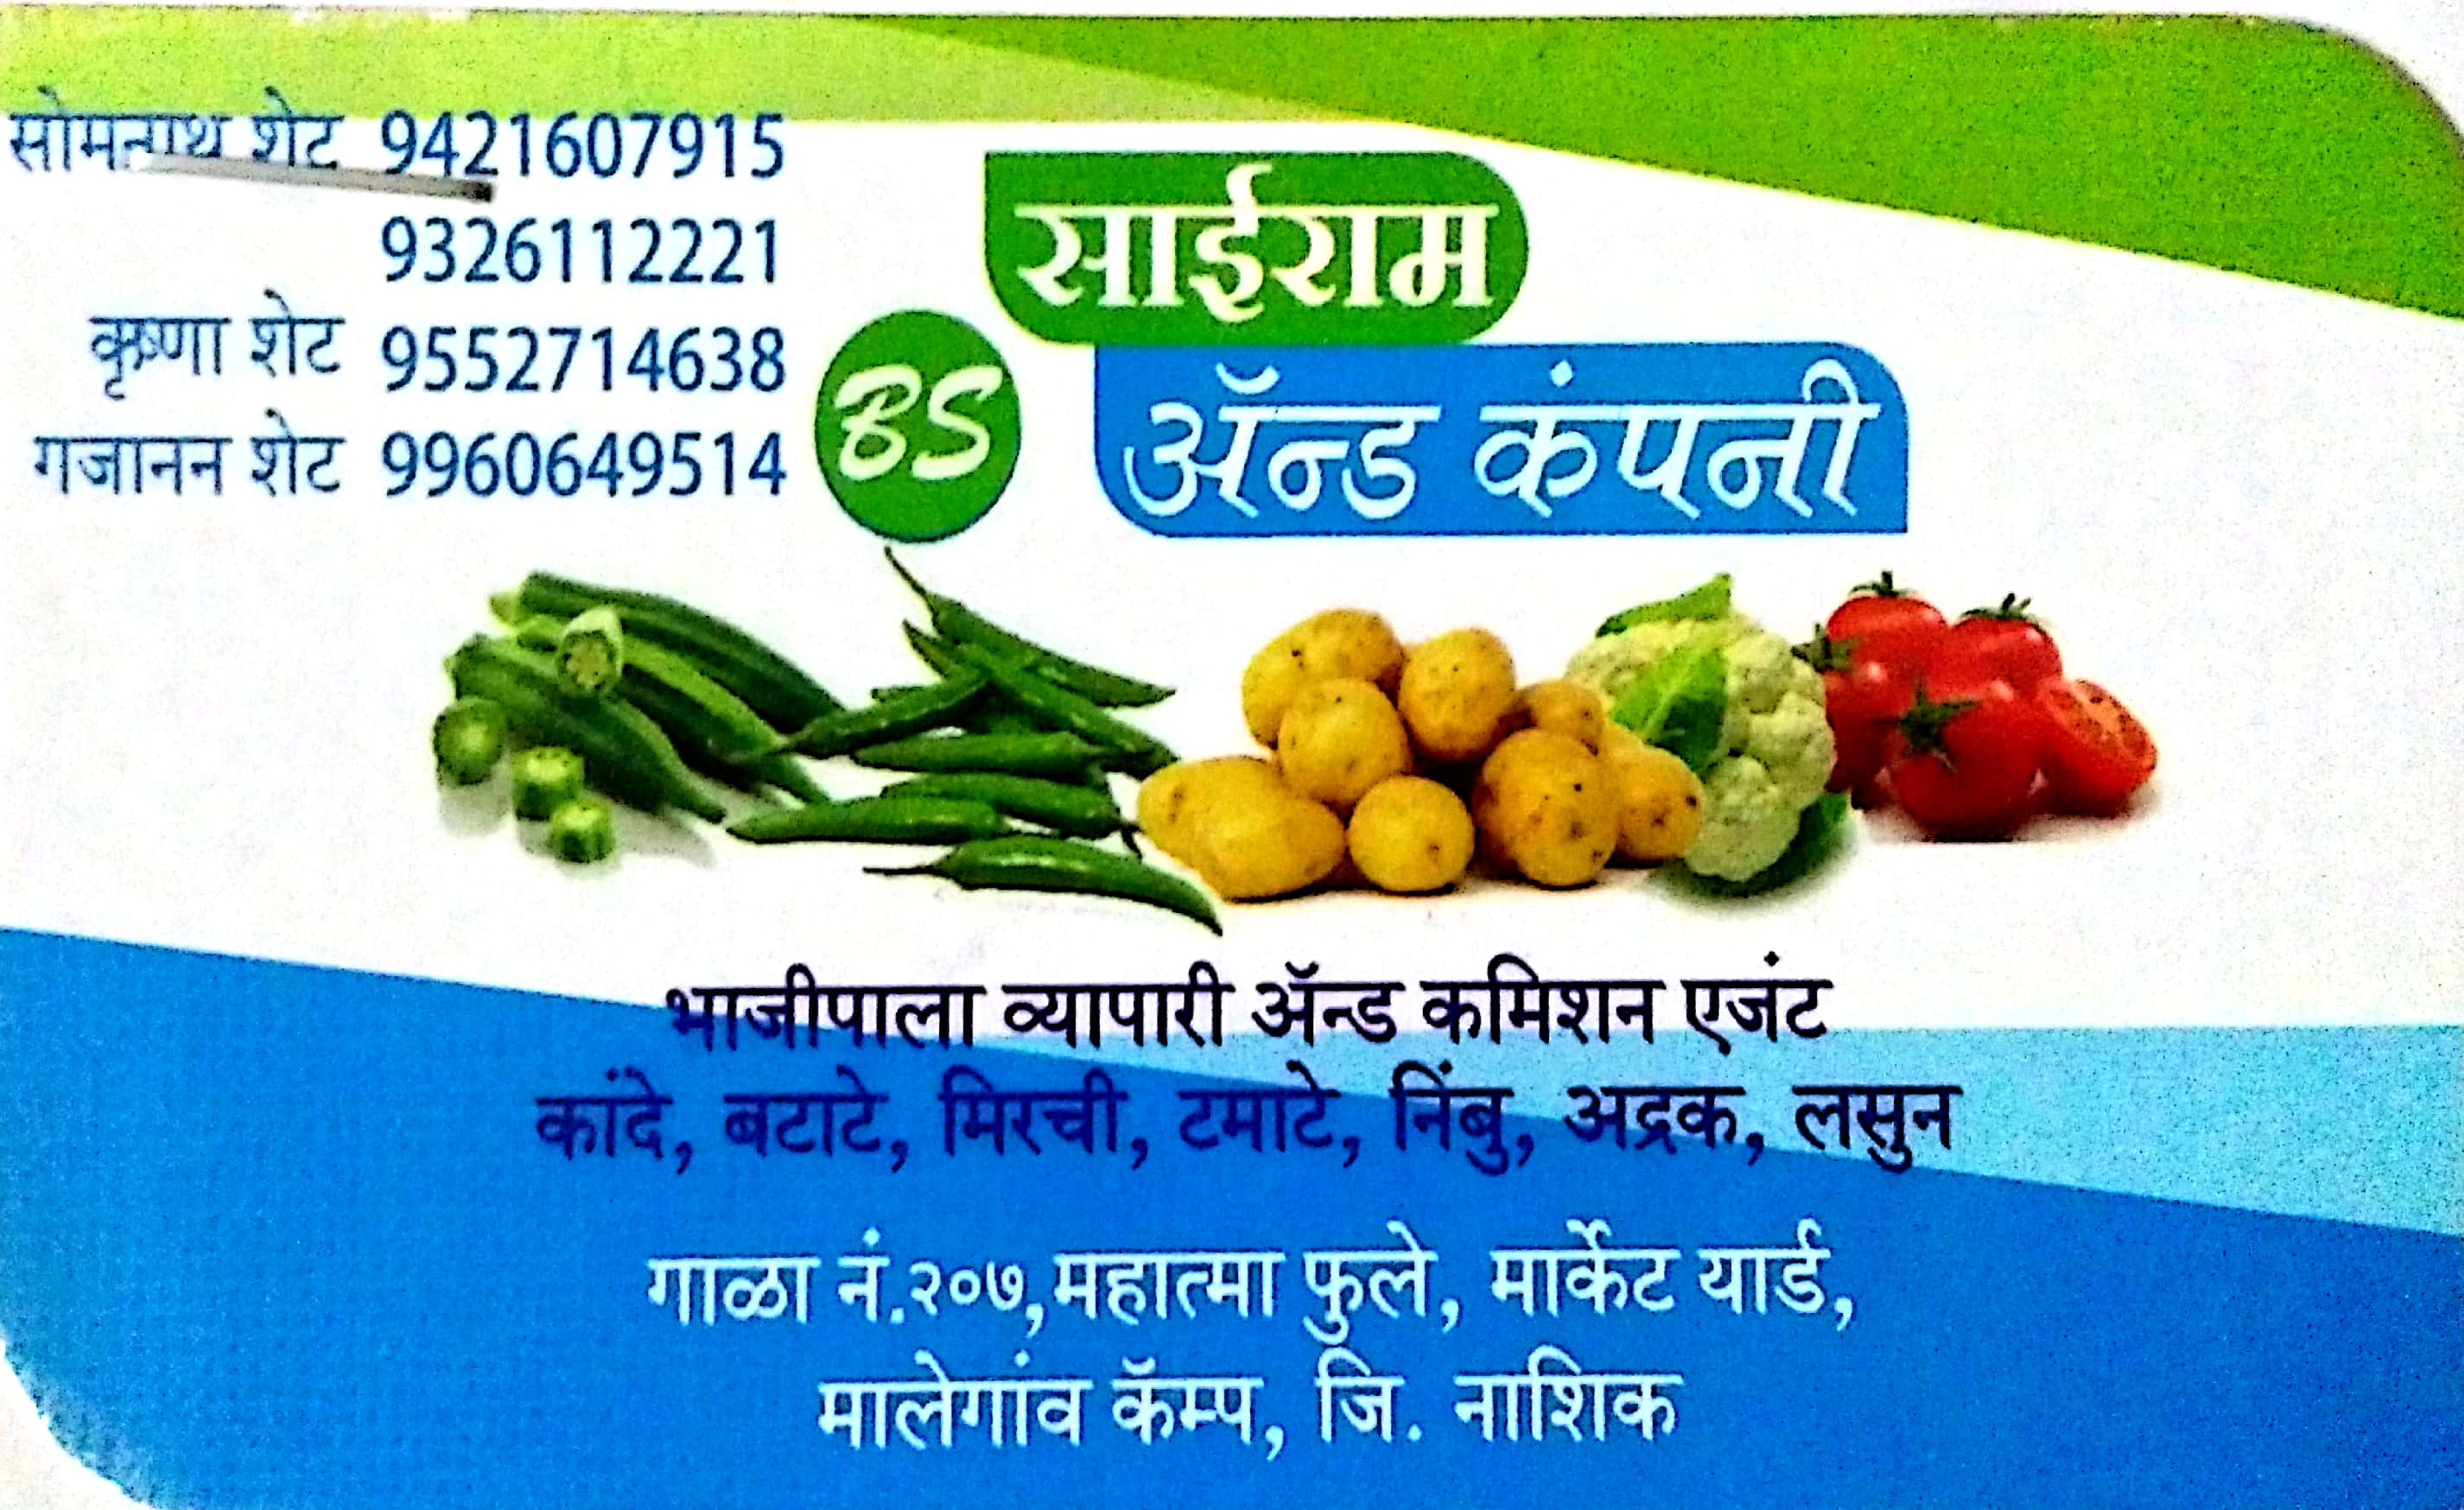 सोमनाथ शेट 9421607915
9326112221
कृष्णा शेट 9552714638
गजानन शेट 9960649514
BS
साईराम
ॲन्ड कंपनी
भाजीपाला व्यापारी ॲन्ड कमिशन एजंट
कांदे, बटाटे, मिरची, टमाटे, निंबु, अद्रक, लसुन
गाळा नं.२०७,महात्मा फुले, मार्केट यार्ड,
मालेगांव कॅम्प, जि. नाशिक